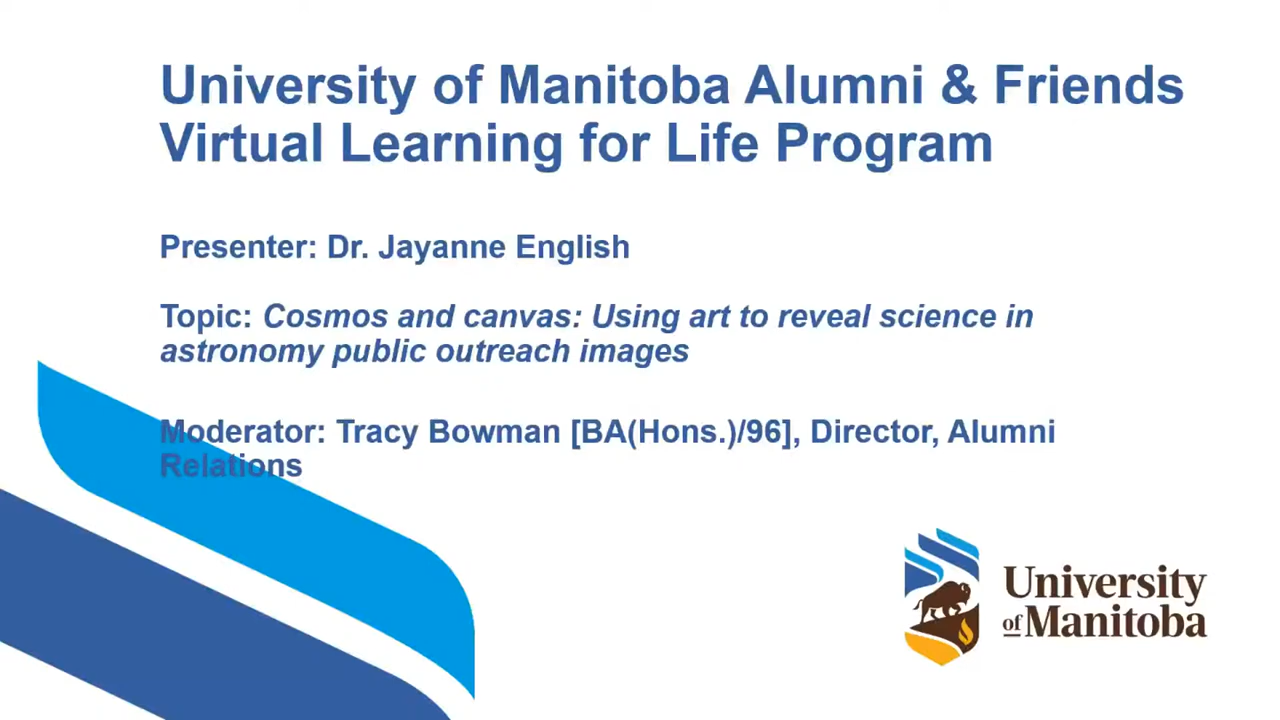 University of Manitoba Alumni & Friends
Virtual Learning for Life Program
Presenter: Dr. Jayanne English
Topic: Cosmos and canvas: Using art to reveal science in
astronomy public outreach images
Moderator: Tracy Bowman [BA(Hons.)/96], Director, Alumni
Relations
University
of Manitoba